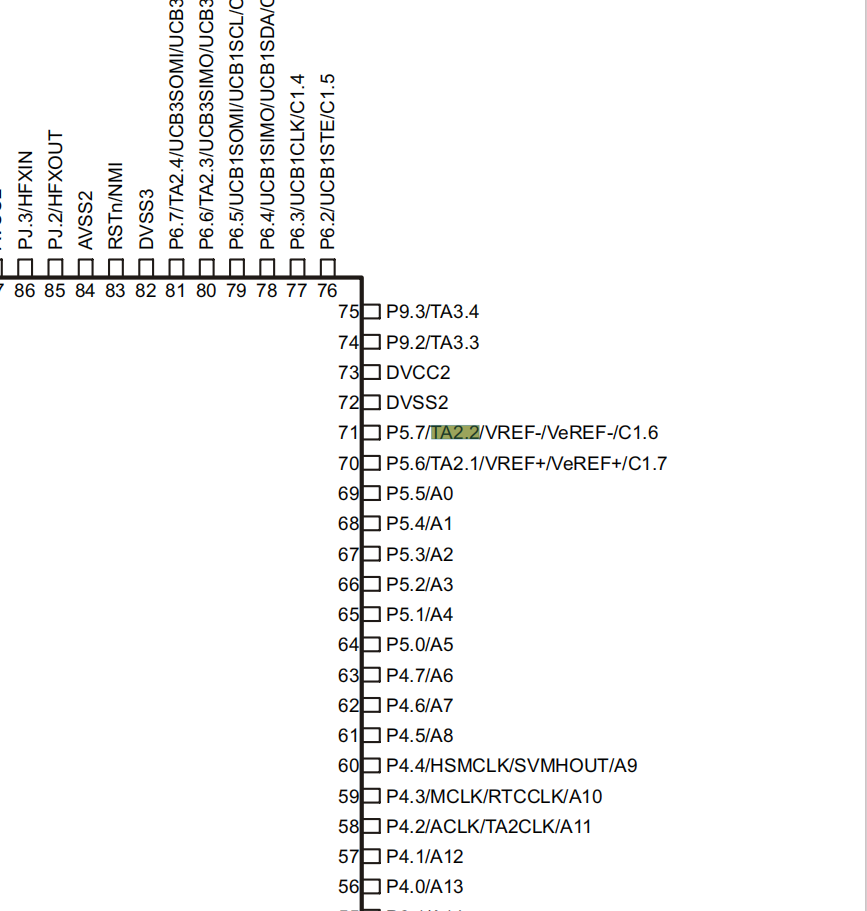 PJ.3/HFXIN
PJ.2/HFXOUT
AVSS2
RSTn/NMI
DVSS3
P6.7/TA2.4/UCB3SOMI/UCB3
P6.6/TA2.3/UCB3SIMO/UCB3
P6.5/UCB1SOMI/UCB1SCL/C
P6.4/UCB1SIMO/UCB1SDA/C
P6.3/UCB1CLK/C1.4
P6.2/UCB1STE/C1.5
86 85 84 83 82 81 80 79 78 77 76
75 P9.3/TA3.4
74 P9.2/TA3.3
73 DVCC2
72 DVSS2
71 P5.7/TA2.2/VREF-/VeREF-/C1.6
70 P5.6/TA2.1/VREF+/VeREF+/C1.7
69 P5.5/A0
68 P5.4/A1
67 P5.3/A2
66 P5.2/A3
65 P5.1/A4
64 P5.0/A5
63 P4.7/A6
62 P4.6/A7
61 P4.5/A8
60 P4.4/HSMCLK/SVMHOUT/A9
59 P4.3/MCLK/RTCCLK/A10
58 P4.2/ACLK/TA2CLK/A11
57 P4.1/A12
56 P4.0/A13